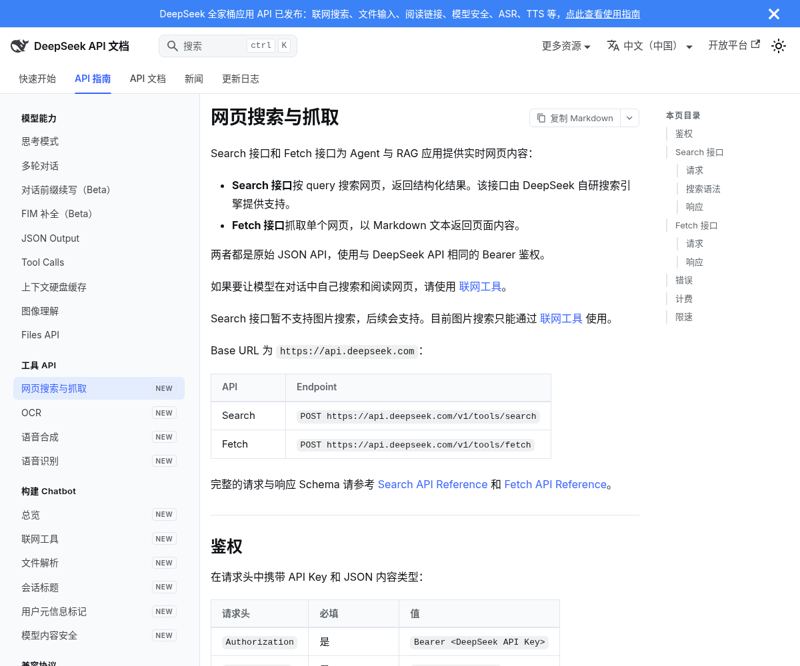 DeepSeek 全家桶应用 API 已发布：联网搜索、文件输入、阅读链接、模型安全、ASR、TTS 等，点此查看使用指南
DeepSeek API 文档
搜索
ctrl K
更多资源
中文（中国）
开放平台
快速开始
API 指南
API 文档
新闻
更新日志
模型能力
思考模式
多轮对话
对话前缀续写（Beta）
FIM 补全（Beta）
JSON Output
Tool Calls
上下文硬盘缓存
图像理解
Files API
工具 API
网页搜索与抓取 NEW
OCR NEW
语音合成 NEW
语音识别 NEW
构建 Chatbot
总览 NEW
联网工具 NEW
文件解析 NEW
会话标题 NEW
用户元信息标记 NEW
模型内容安全 NEW
网页搜索与抓取
复制 Markdown
Search 接口和 Fetch 接口为 Agent 与 RAG 应用提供实时网页内容：
Search 接口按 query 搜索网页，返回结构化结果。该接口由 DeepSeek 自研搜索引
擎提供支持。
Fetch 接口抓取单个网页，以 Markdown 文本返回页面内容。
两者都是原始 JSON API，使用与 DeepSeek API 相同的 Bearer 鉴权。
如果要让模型在对话中自己搜索和阅读网页，请使用 联网工具。
Search 接口暂不支持图片搜索，后续会支持。目前图片搜索只能通过 联网工具 使用。
Base URL 为 https://api.deepseek.com：
API Endpoint
Search POST https://api.deepseek.com/v1/tools/search
Fetch POST https://api.deepseek.com/v1/tools/fetch
完整的请求与响应 Schema 请参考 Search API Reference 和 Fetch API Reference。
鉴权
在请求头中携带 API Key 和 JSON 内容类型：
请求头 必填 值
Authorization 是 Bearer <DeepSeek API Key>
本页目录
鉴权
Search 接口
请求
搜索语法
响应
Fetch 接口
请求
响应
错误
计费
限速